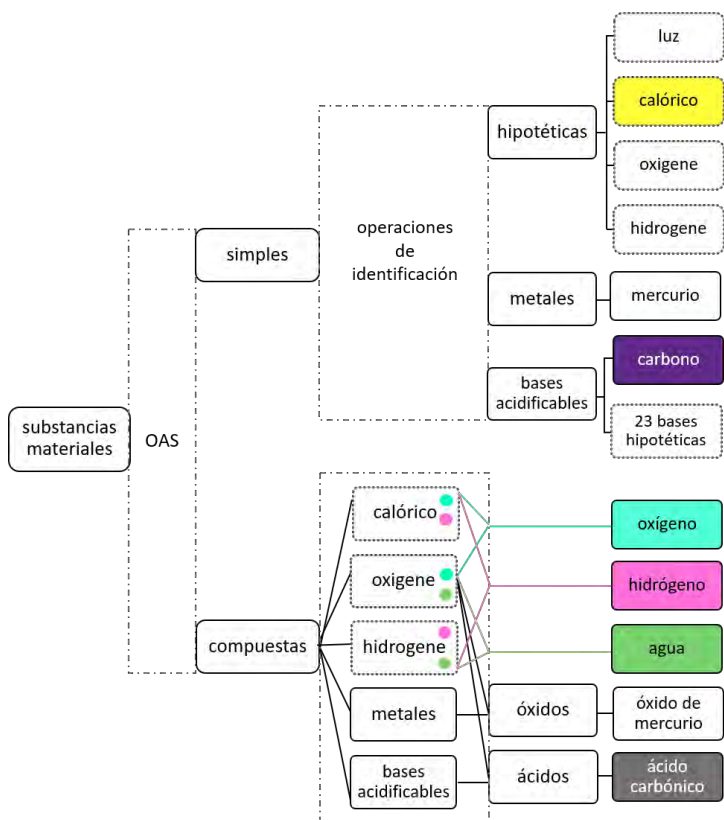 luz
calórico
hipotéticas
oxigene
hidrogene
operaciones
de
identificación
simples
metales
mercurio
carbono
bases
acidificables
23 bases
hipotéticas
substancias
materiales
OAS
calórico
oxígeno
oxigene
hidrógeno
compuestas
hidrogene
agua
metales
óxidos
óxido de
mercurio
bases
acidificables
ácidos
ácido
carbónico